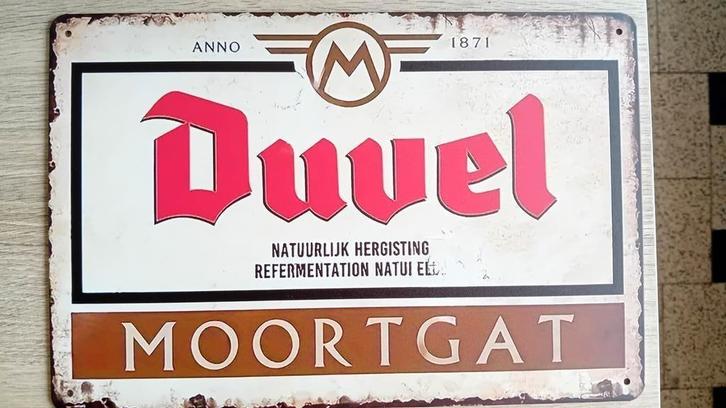 ANNO M 1871
Duvel
NATUURLIJK HERGISTING
REFERMENTATION
MOORTGAT